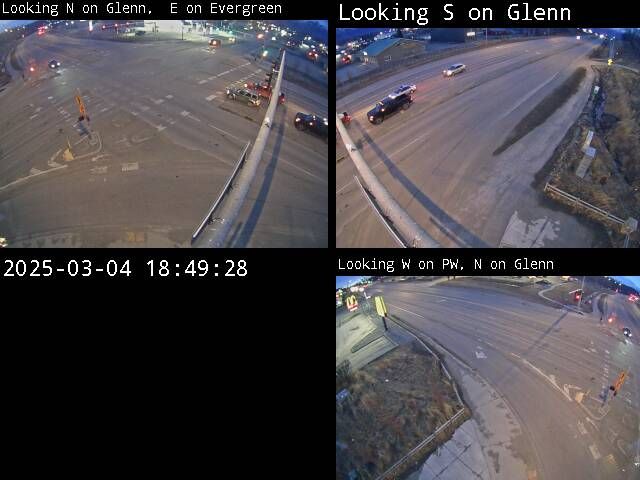 Looking N on Glenn, E on Evergreen
Looking S on Glenn
2025-03-04 18:49:28
Looking W on PW, N on Glenn